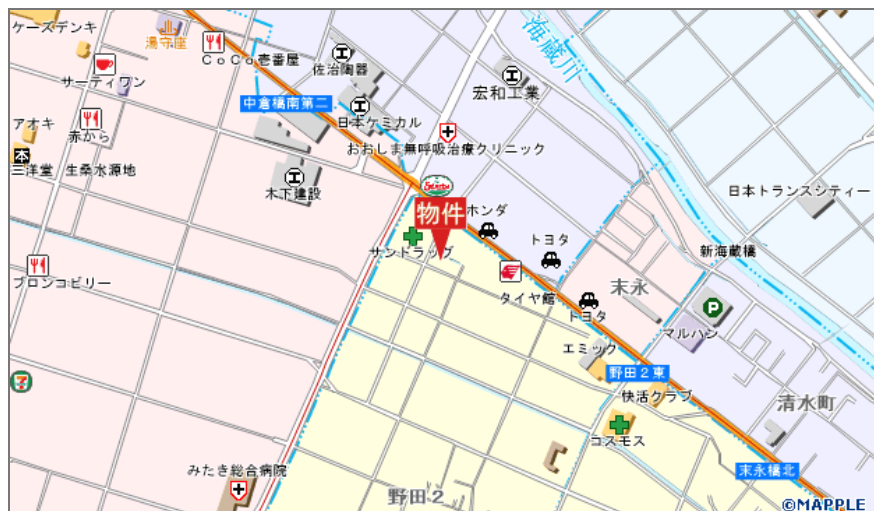 ケーズデンキ
湯守座
CoCo壱番屋
サーティワン
佐治陶器
海蔵川
宏和工業
中倉橋南第二
日本ケミカル
アオキ
赤から
本
三洋堂
生桑水源地
おおしま無呼吸治療クリニック
木下建設
日本トランスシティー
物件
ホンダ
サンドラッグ
トヨタ
新海蔵橋
ブロンコビリー
タイヤ館
末永
トヨタ
P
マルハン
エミック
野田2東
7
快活クラブ
清水町
コスモス
みたき総合病院
末永橋北
野田2
©MAPPLE